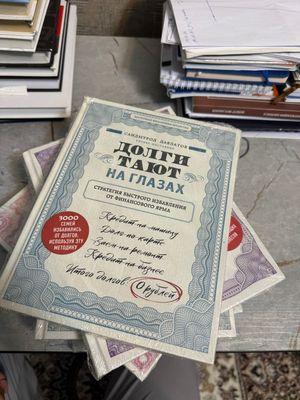 САИДМУРОД ДАВЛАТОВ
ДОЛГИ
ТАЮТ
НА ГЛАЗАХ
СТРАТЕГИЯ БЫСТРОГО ИЗБАВЛЕНИЯ
ОТ ФИНАНСОВОГО ЯРМА
3000
СЕМЕЙ
ИЗБАВИЛИСЬ
ОТ ДОЛГОВ,
ИСПОЛЬЗУЯ ЭТУ
МЕТОДИКУ
Кредит на машину
Долг по карте
Заем на ремонт
Кредит на бизнес
Итого долгов: 0 рублей